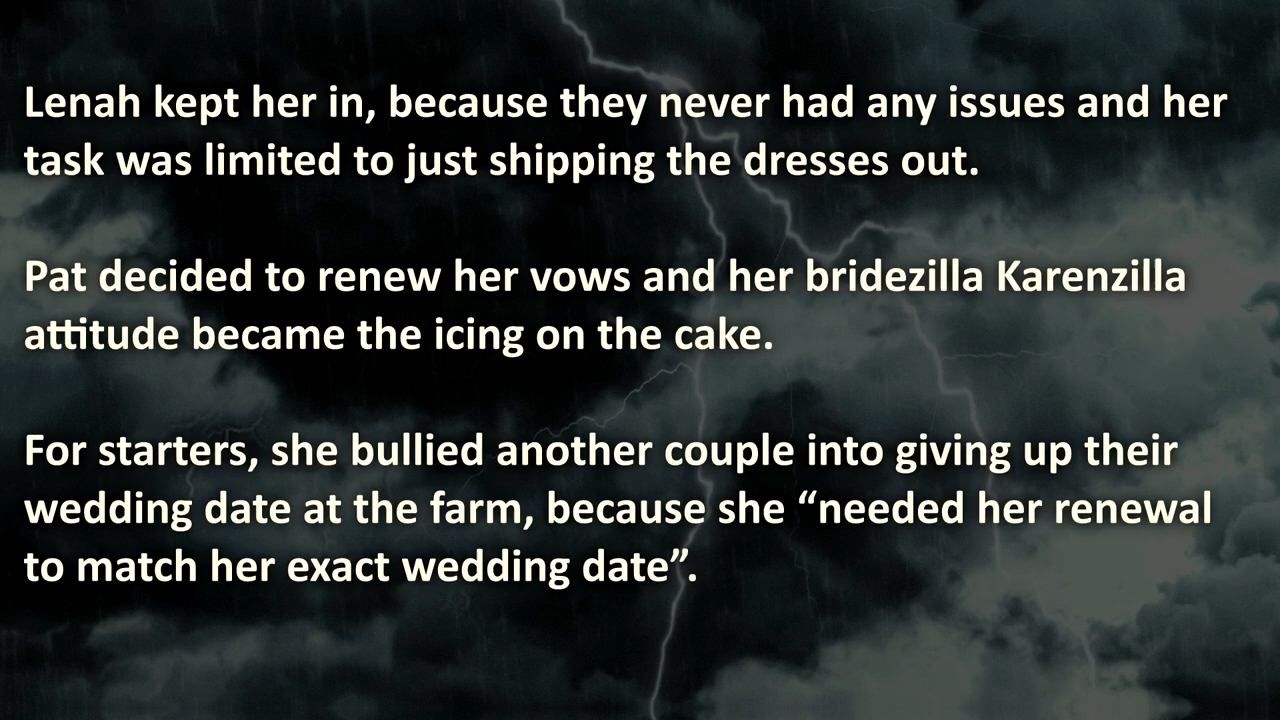 Lenah kept her in, because they never had any issues and her
task was limited to just shipping the dresses out.
Pat decided to renew her vows and her bridezilla Karenzilla
attitude became the icing on the cake.
For starters, she bullied another couple into giving up their
wedding date at the farm, because she “needed her renewal
to match her exact wedding date”.